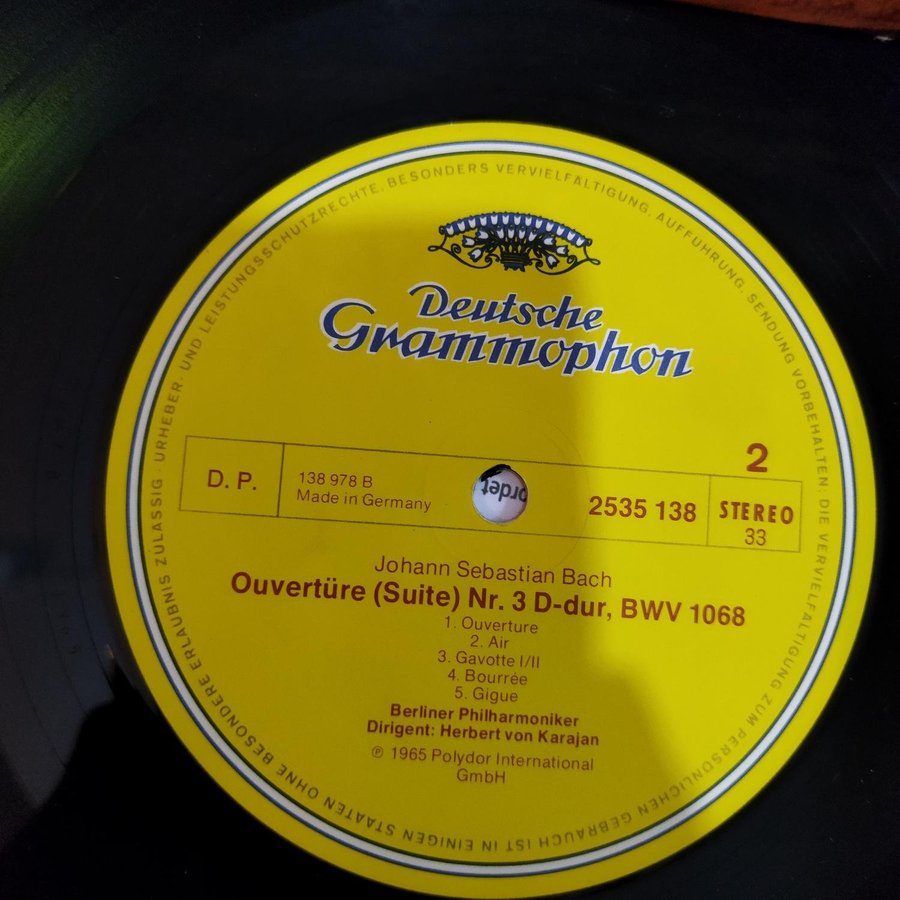 URHEBER- UND LEISTUNGSSCHUTZRECHTE, BESONDERS VERVIELFÄLTIGUNG, AUFFÜHRUNG, SENDUNG VORBEHALTEN; DIE VERVIELFÄLTIGUNG ZUM PERSÖNLICHEN GEBRAUCH IST IN EINIGEN STAATEN OHNE BESONDERE ERLAUBNIS ZULÄSSIG ·
Deutsche
Grammophon
2
D. P.
138 978 B
Made in Germany
ordet
2535 138
STEREO
33
Johann Sebastian Bach
Ouvertüre (Suite) Nr. 3 D-dur, BWV 1068
1. Ouverture
2. Air
3. Gavotte I/II
4. Bourrée
5. Gigue
Berliner Philharmoniker
Dirigent: Herbert von Karajan
℗ 1965 Polydor International
GmbH